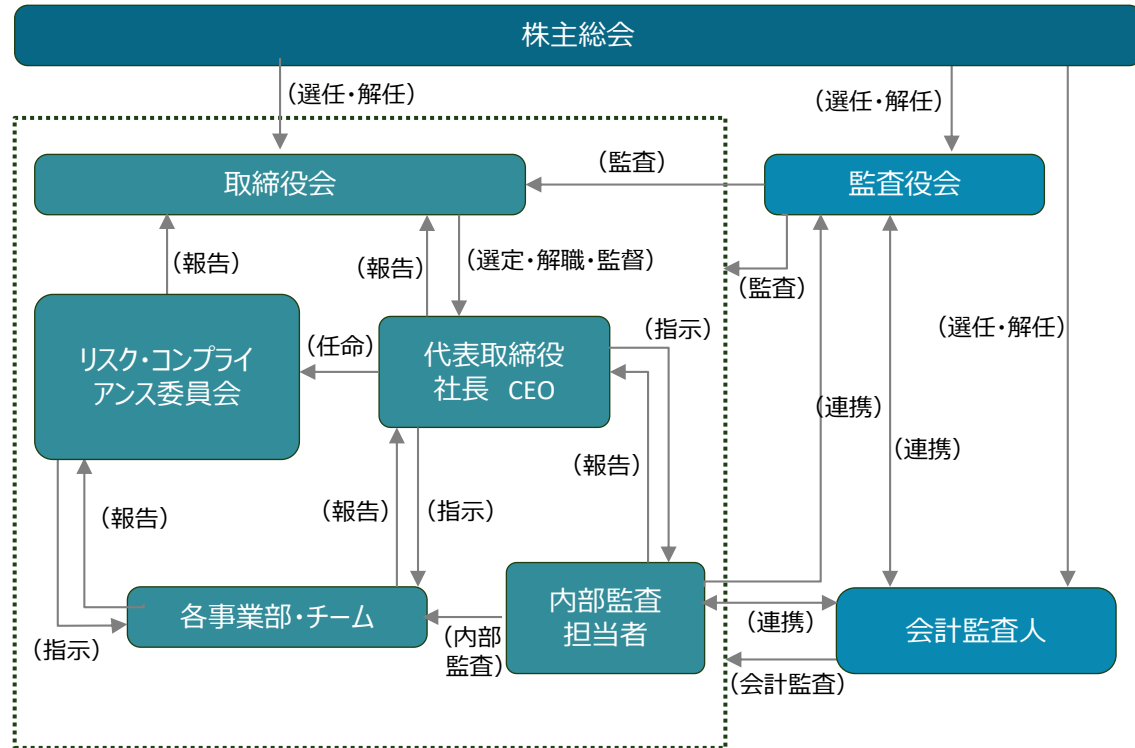 株主総会
(選任・解任)
(選任・解任)
(監査)
取締役会
監査役会
(報告)
(報告)
(選定・解職・監督)
(監査)
(選任・解任)
(指示)
(任命)
リスク・コンプライ
アンス委員会
代表取締役
社長 CEO
(連携)
(連携)
(報告)
(報告)
(報告)
(指示)
各事業部・チーム
内部監査
担当者
会計監査人
(連携)
(指示)
(内部
監査)
(会計監査)